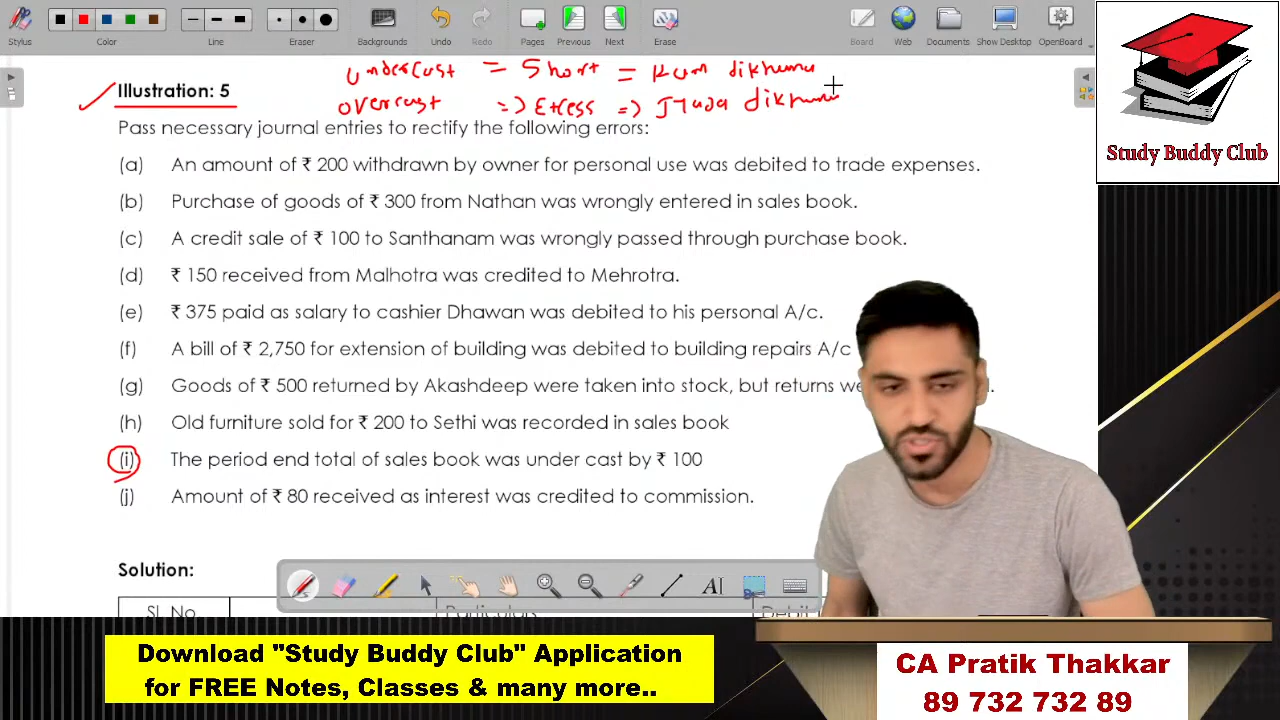 Stylus
Color
Line
Eraser
Backgrounds
Undo
Redo
Pages
Previous
Next
Erase
Board
Web
Documents
Show Desktop
OpenBoard
Study Buddy Club
undercast = Short = Kum dikhana
overcast => Excess => Jyada dikhana
Illustration: 5
Pass necessary journal entries to rectify the following errors:
(a) An amount of ₹ 200 withdrawn by owner for personal use was debited to trade expenses.
(b) Purchase of goods of ₹ 300 from Nathan was wrongly entered in sales book.
(c) A credit sale of ₹ 100 to Santhanam was wrongly passed through purchase book.
(d) ₹ 150 received from Malhotra was credited to Mehrotra.
(e) ₹ 375 paid as salary to cashier Dhawan was debited to his personal A/c.
(f) A bill of ₹ 2,750 for extension of building was debited to building repairs A/c
(g) Goods of ₹ 500 returned by Akashdeep were taken into stock, but returns
(h) Old furniture sold for ₹ 200 to Sethi was recorded in sales book
(i) The period end total of sales book was under cast by ₹ 100
(j) Amount of ₹ 80 received as interest was credited to commission.
Solution:
Sl. No. Particulars Debit
Download "Study Buddy Club" Application
for FREE Notes, Classes & many more..
CA Pratik Thakkar
89 732 732 89